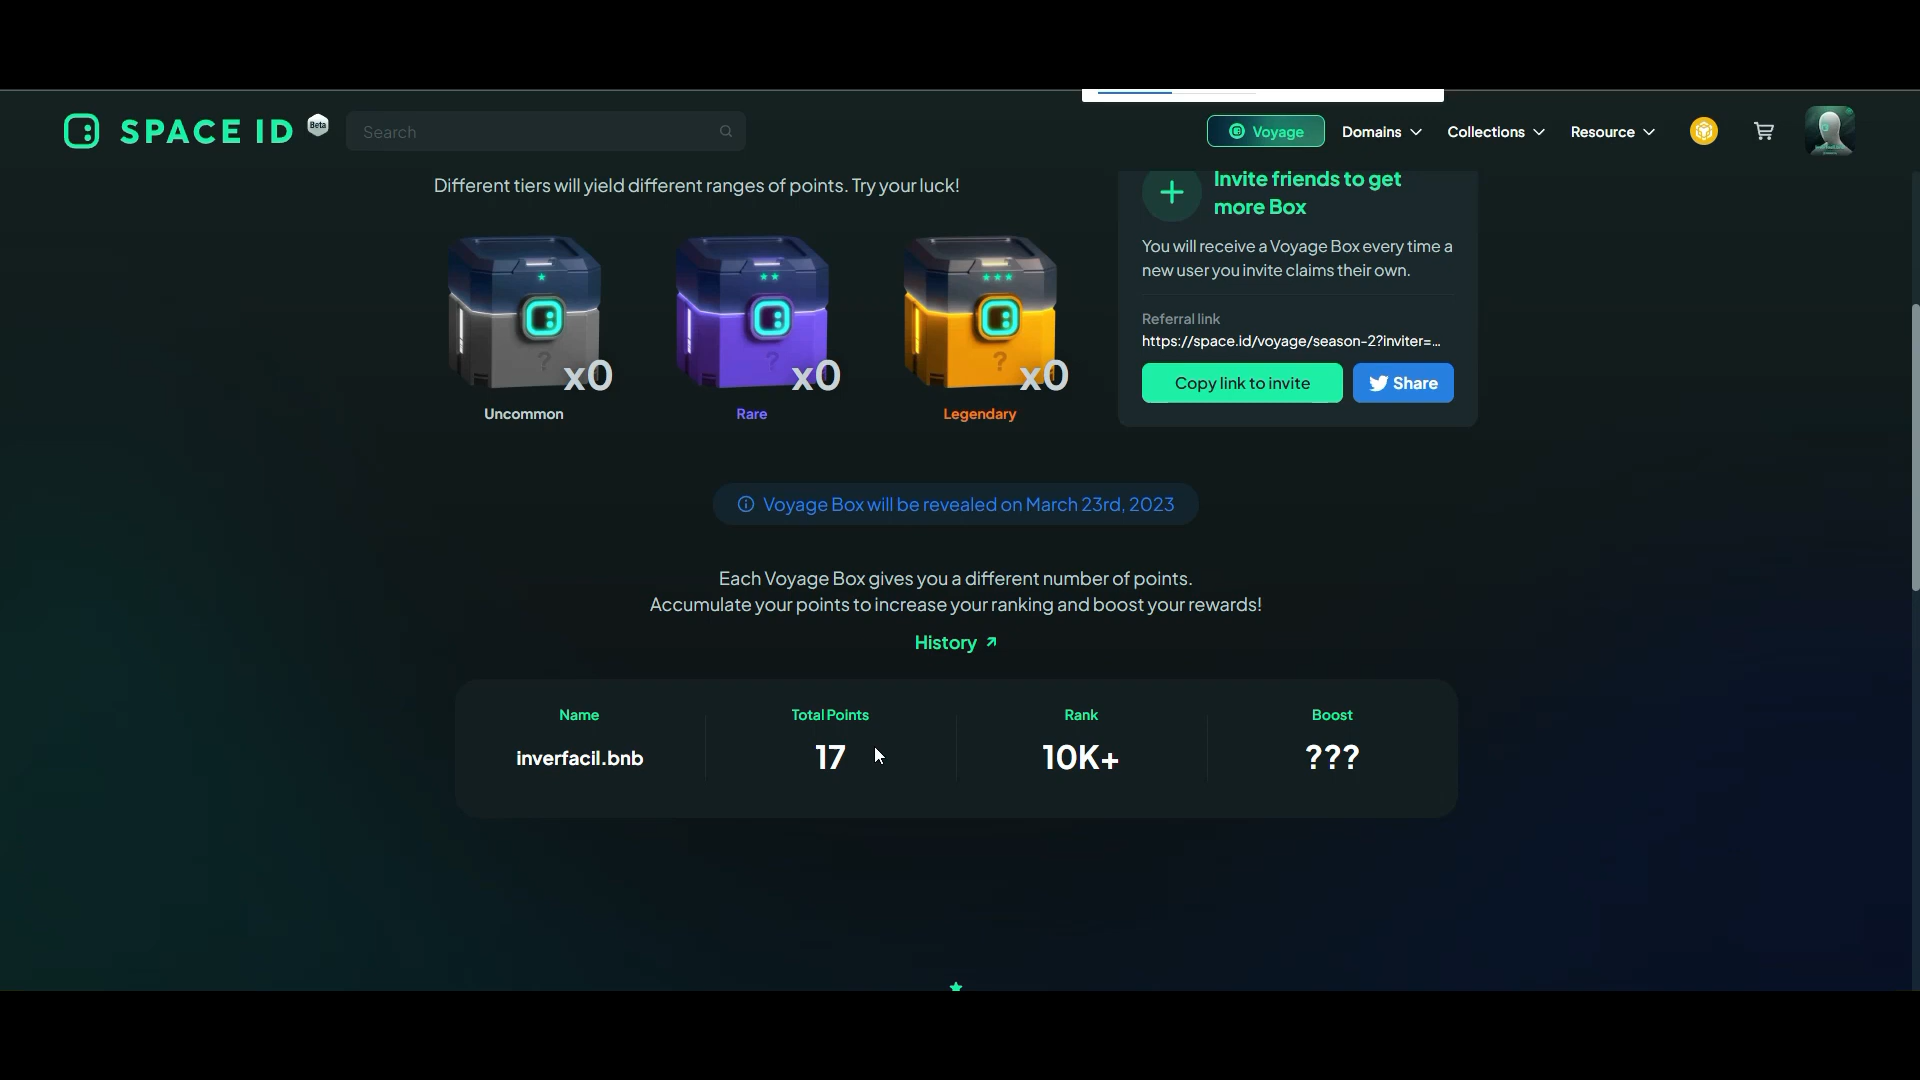 SPACE ID
Beta
Search
Voyage
Domains
Collections
Resource
Different tiers will yield different ranges of points. Try your luck!
Invite friends to get
more Box
You will receive a Voyage Box every time a
new user you invite claims their own.
Referral link
https://space.id/voyage/season-2?inviter=...
Copy link to invite
Share
x0
x0
x0
Uncommon
Rare
Legendary
Voyage Box will be revealed on March 23rd, 2023
Each Voyage Box gives you a different number of points.
Accumulate your points to increase your ranking and boost your rewards!
History
Name
Total Points
Rank
Boost
inverfacil.bnb
17
10K+
???